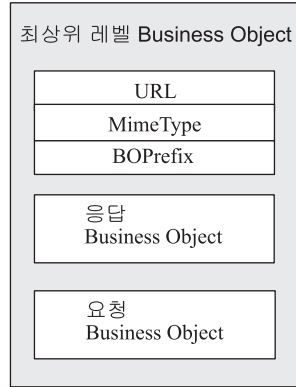 최상위 레벨 Business Object
URL
MimeType
BOPrefix
응답
Business Object
요청
Business Object